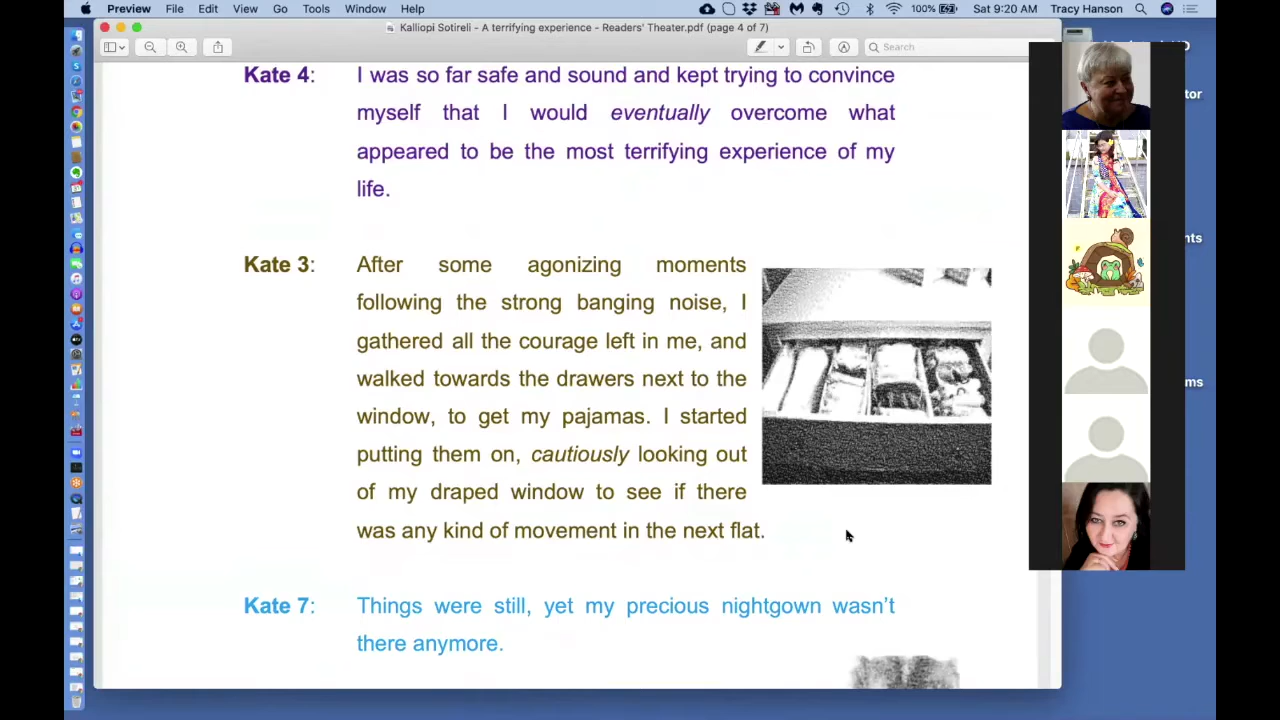 Preview File Edit View Go Tools Window Help 100% Sat 9:20 AM Tracy Hanson
Kalliopi Sotireli - A terrifying experience - Readers' Theater.pdf (page 4 of 7)
Search
Kate 4: I was so far safe and sound and kept trying to convince
myself that I would eventually overcome what
appeared to be the most terrifying experience of my
life.
Kate 3: After some agonizing moments
following the strong banging noise, I
gathered all the courage left in me, and
walked towards the drawers next to the
window, to get my pajamas. I started
putting them on, cautiously looking out
of my draped window to see if there
was any kind of movement in the next flat.
Kate 7: Things were still, yet my precious nightgown wasn't
there anymore.
tor
nts
ms